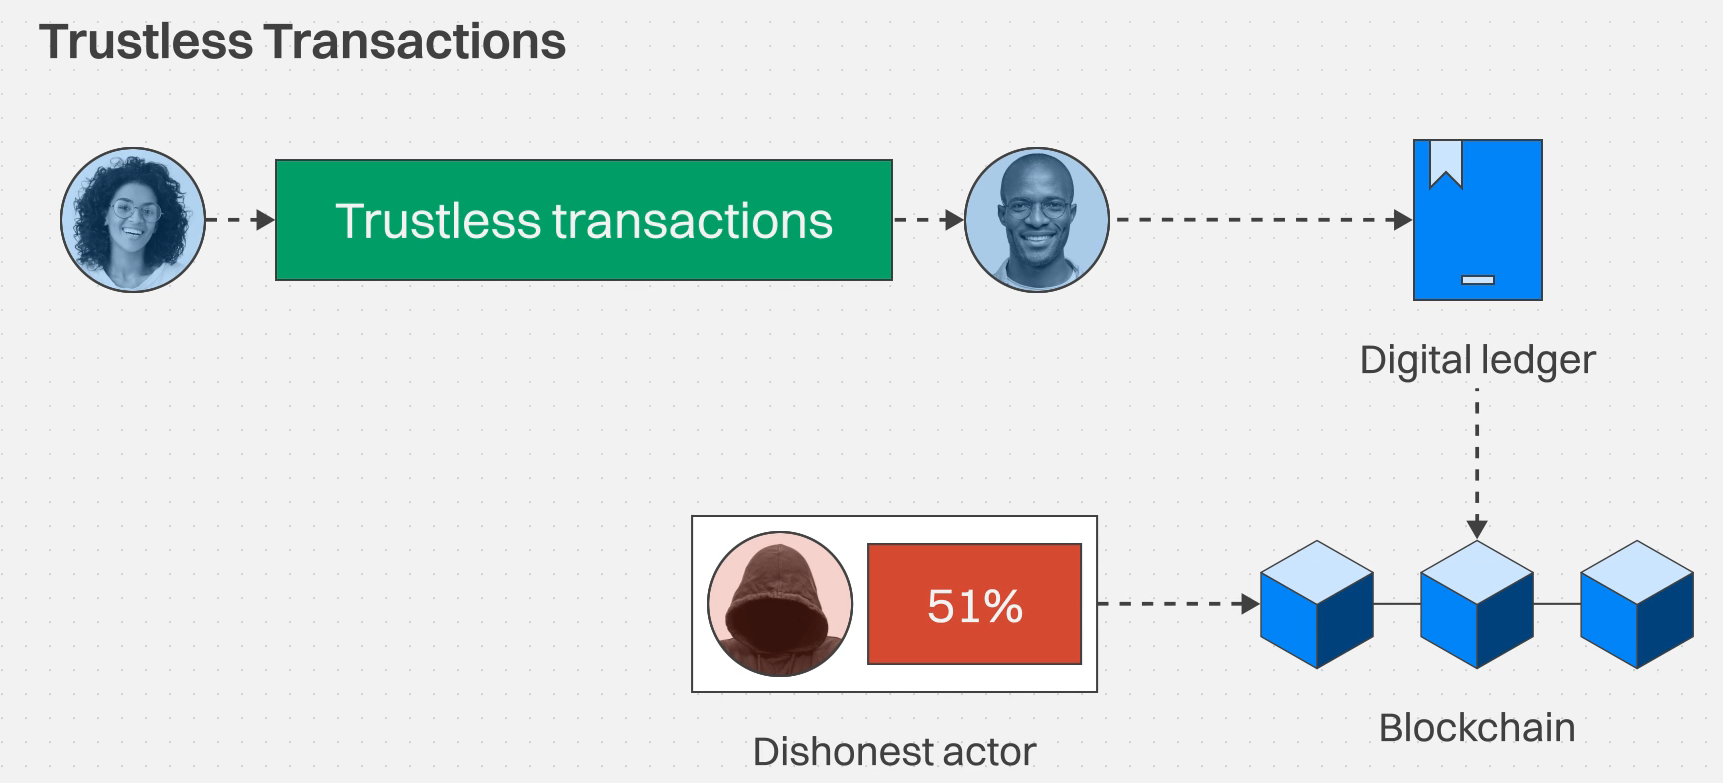 Trustless Transactions
Trustless transactions
Digital ledger
51%
Dishonest actor
Blockchain